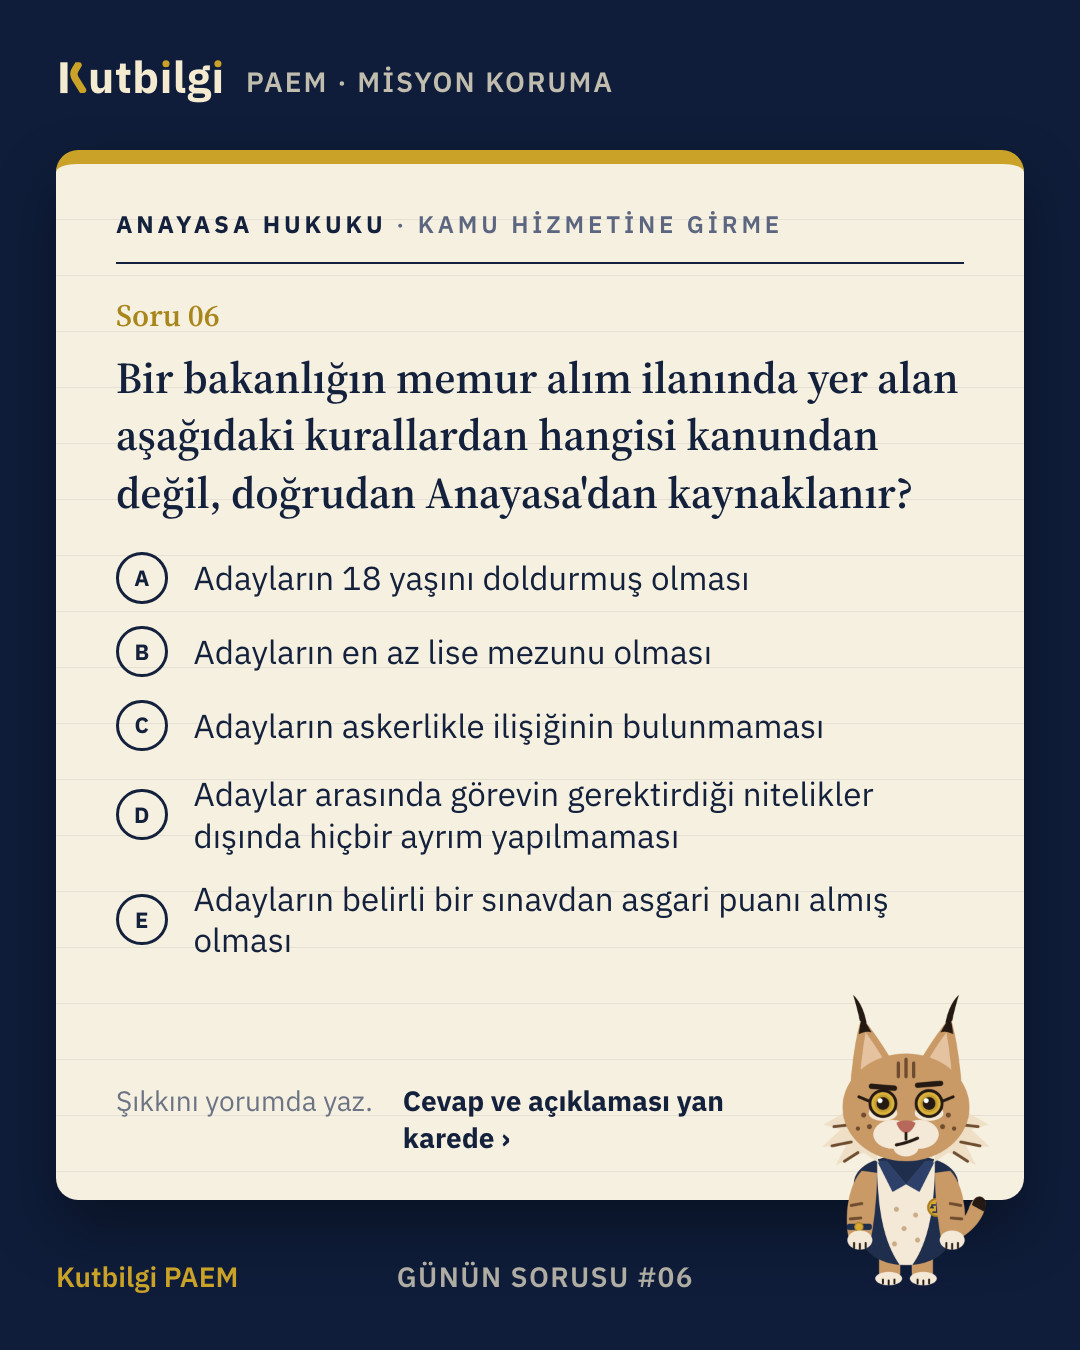 Kutbilgi PAEM · MİSYON KORUMA
ANAYASA HUKUKU · KAMU HİZMETİNE GİRME
Soru 06
Bir bakanlığın memur alım ilanında yer alan
aşağıdaki kurallardan hangisi kanundan
değil, doğrudan Anayasa'dan kaynaklanır?
A Adayların 18 yaşını doldurmuş olması
B Adayların en az lise mezunu olması
C Adayların askerlikle ilişiğinin bulunmaması
D Adaylar arasında görevin gerektirdiği nitelikler
dışında hiçbir ayrım yapılmaması
E Adayların belirli bir sınavdan asgari puanı almış
olması
Şıkkını yorumda yaz. Cevap ve açıklaması yan
karede ›
Kutbilgi PAEM GÜNÜN SORUSU #06